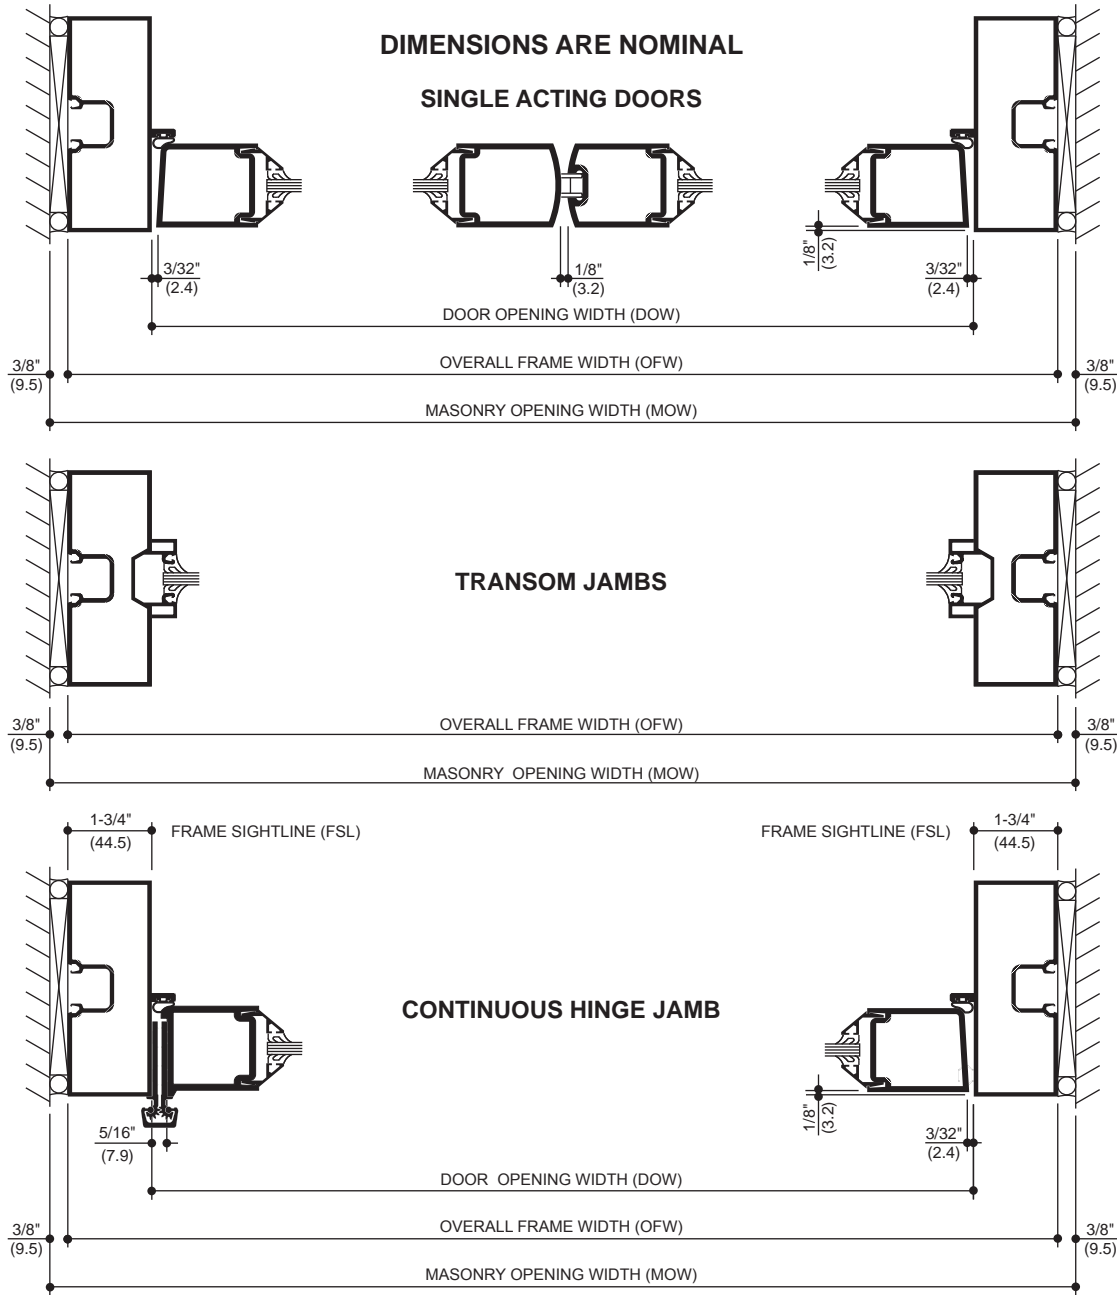 DIMENSIONS ARE NOMINAL
SINGLE ACTING DOORS
1/8"
(3.2)
3/32"
(2.4)
1/8"
(3.2)
3/32"
(2.4)
DOOR OPENING WIDTH (DOW)
3/8"
(9.5)
OVERALL FRAME WIDTH (OFW)
3/8"
(9.5)
MASONRY OPENING WIDTH (MOW)
TRANSOM JAMBS
3/8"
(9.5)
OVERALL FRAME WIDTH (OFW)
3/8"
(9.5)
MASONRY OPENING WIDTH (MOW)
1-3/4"
(44.5)
FRAME SIGHTLINE (FSL)
FRAME SIGHTLINE (FSL)
1-3/4"
(44.5)
CONTINUOUS HINGE JAMB
1/8"
(3.2)
5/16"
(7.9)
3/32"
(2.4)
DOOR OPENING WIDTH (DOW)
3/8"
(9.5)
OVERALL FRAME WIDTH (OFW)
3/8"
(9.5)
MASONRY OPENING WIDTH (MOW)